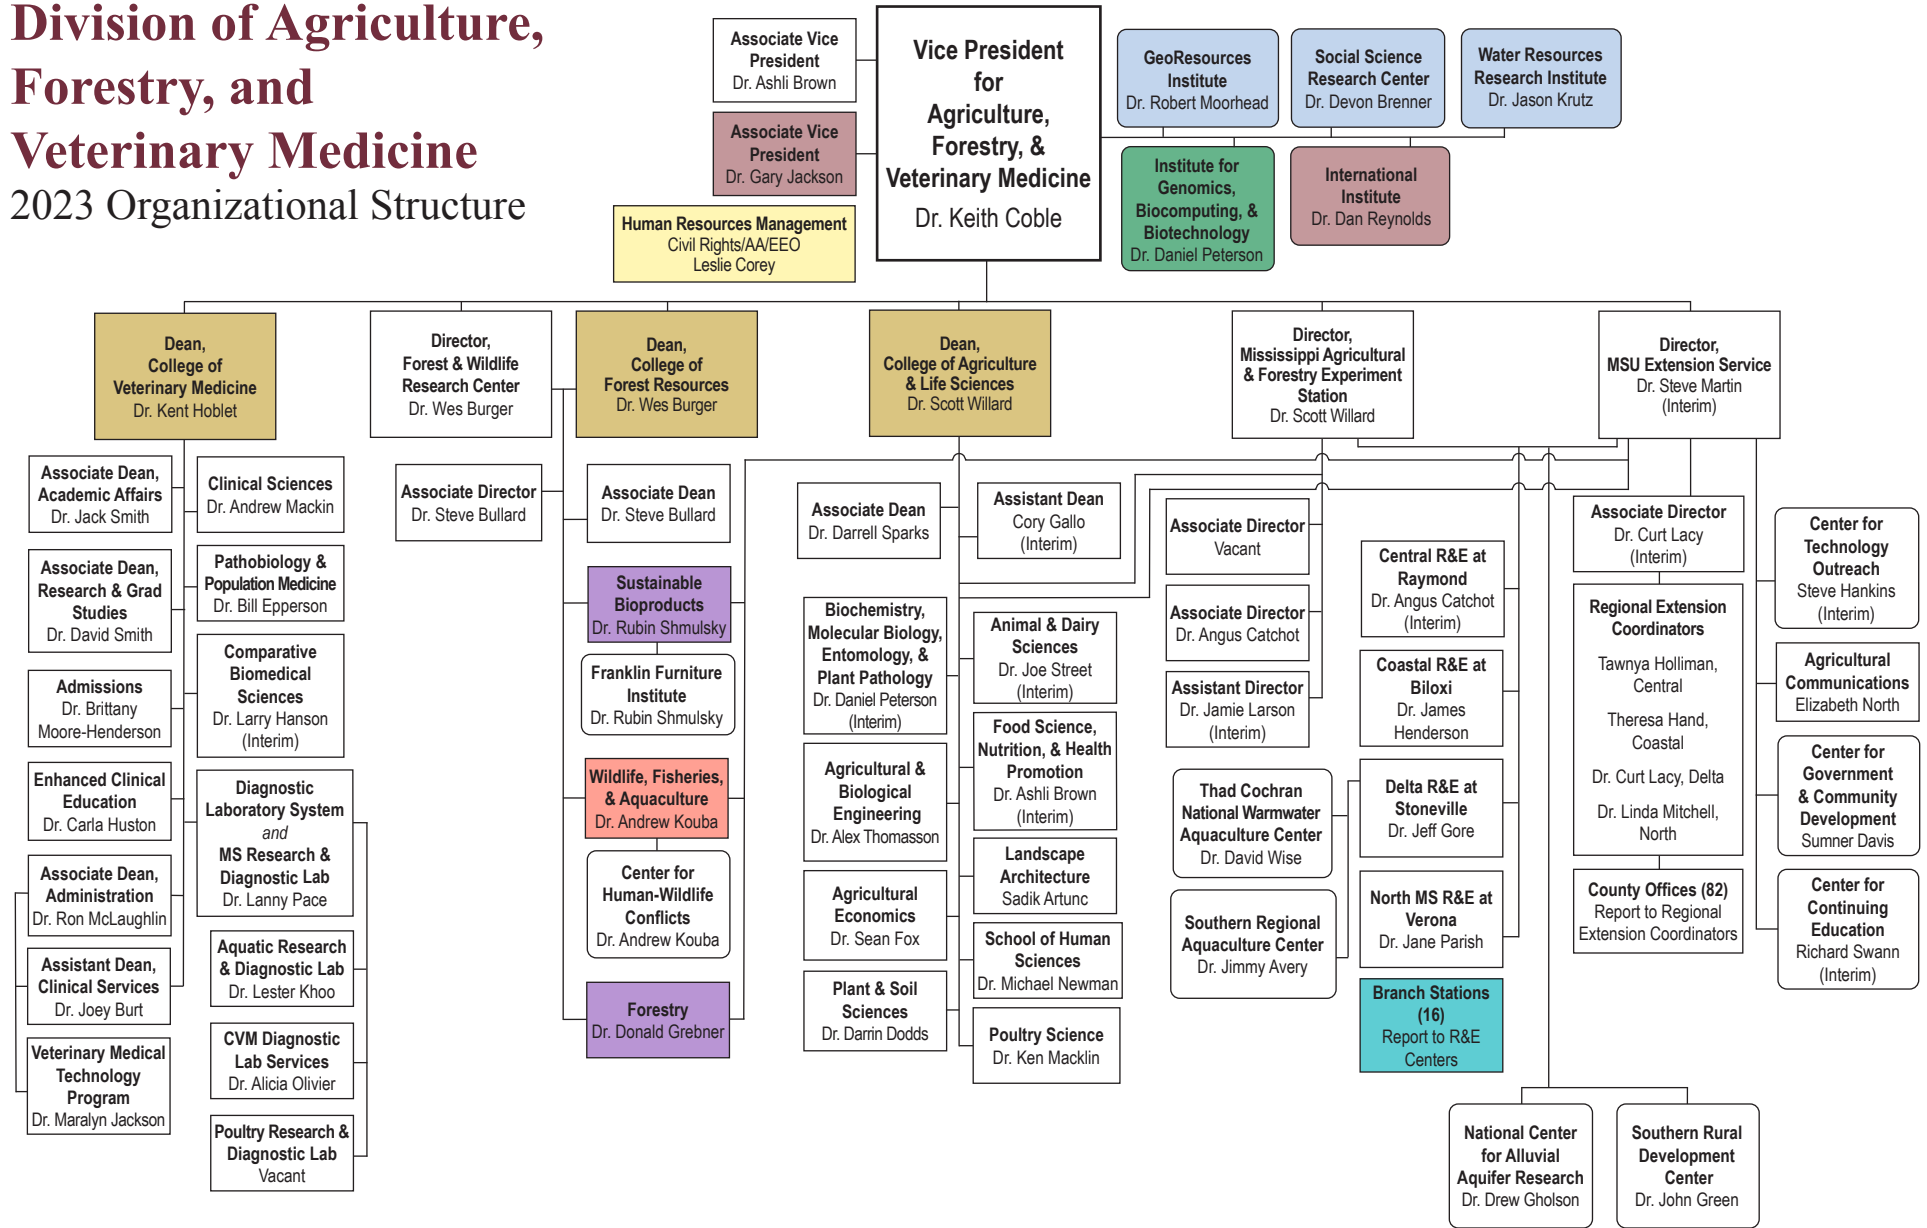 Division of Agriculture,
Forestry, and
Veterinary Medicine
2023 Organizational Structure
Associate Vice
President
Dr. Ashli Brown
Associate Vice
President
Dr. Gary Jackson
Human Resources Management
Civil Rights/AA/EEO
Leslie Corey
Vice President
for
Agriculture,
Forestry, &
Veterinary Medicine
Dr. Keith Coble
GeoResources
Institute
Dr. Robert Moorhead
Social Science
Research Center
Dr. Devon Brenner
Water Resources
Research Institute
Dr. Jason Krutz
Institute for
Genomics,
Biocomputing, &
Biotechnology
Dr. Daniel Peterson
International
Institute
Dr. Dan Reynolds
Dean,
College of
Veterinary Medicine
Dr. Kent Hoblet
Director,
Forest & Wildlife
Research Center
Dr. Wes Burger
Dean,
College of
Forest Resources
Dr. Wes Burger
Dean,
College of Agriculture
& Life Sciences
Dr. Scott Willard
Director,
Mississippi Agricultural
& Forestry Experiment
Station
Dr. Scott Willard
Director,
MSU Extension Service
Dr. Steve Martin
(Interim)
Associate Dean,
Academic Affairs
Dr. Jack Smith
Associate Dean,
Research & Grad
Studies
Dr. David Smith
Admissions
Dr. Brittany
Moore-Henderson
Enhanced Clinical
Education
Dr. Carla Huston
Associate Dean,
Administration
Dr. Ron McLaughlin
Assistant Dean,
Clinical Services
Dr. Joey Burt
Veterinary Medical
Technology
Program
Dr. Maralyn Jackson
Clinical Sciences
Dr. Andrew Mackin
Pathobiology &
Population Medicine
Dr. Bill Epperson
Comparative
Biomedical
Sciences
Dr. Larry Hanson
(Interim)
Diagnostic
Laboratory System
and
MS Research &
Diagnostic Lab
Dr. Lanny Pace
Aquatic Research
& Diagnostic Lab
Dr. Lester Khoo
CVM Diagnostic
Lab Services
Dr. Alicia Olivier
Poultry Research &
Diagnostic Lab
Vacant
Associate Director
Dr. Steve Bullard
Associate Dean
Dr. Steve Bullard
Sustainable
Bioproducts
Dr. Rubin Shmulsky
Franklin Furniture
Institute
Dr. Rubin Shmulsky
Wildlife, Fisheries,
& Aquaculture
Dr. Andrew Kouba
Center for
Human-Wildlife
Conflicts
Dr. Andrew Kouba
Forestry
Dr. Donald Grebner
Associate Dean
Dr. Darrell Sparks
Assistant Dean
Cory Gallo
(Interim)
Biochemistry,
Molecular Biology,
Entomology, &
Plant Pathology
Dr. Daniel Peterson
(Interim)
Agricultural &
Biological
Engineering
Dr. Alex Thomasson
Agricultural
Economics
Dr. Sean Fox
Plant & Soil
Sciences
Dr. Darrin Dodds
Animal & Dairy
Sciences
Dr. Joe Street
(Interim)
Food Science,
Nutrition, & Health
Promotion
Dr. Ashli Brown
(Interim)
Landscape
Architecture
Sadik Artunc
School of Human
Sciences
Dr. Michael Newman
Poultry Science
Dr. Ken Macklin
Associate Director
Vacant
Associate Director
Dr. Angus Catchot
Assistant Director
Dr. Jamie Larson
(Interim)
Thad Cochran
National Warmwater
Aquaculture Center
Dr. David Wise
Southern Regional
Aquaculture Center
Dr. Jimmy Avery
Central R&E at
Raymond
Dr. Angus Catchot
(Interim)
Coastal R&E at
Biloxi
Dr. James
Henderson
Delta R&E at
Stoneville
Dr. Jeff Gore
North MS R&E at
Verona
Dr. Jane Parish
Branch Stations
(16)
Report to R&E
Centers
Associate Director
Dr. Curt Lacy
(Interim)
Regional Extension
Coordinators
Tawnya Holliman,
Central
Theresa Hand,
Coastal
Dr. Curt Lacy, Delta
Dr. Linda Mitchell,
North
County Offices (82)
Report to Regional
Extension Coordinators
Center for
Technology
Outreach
Steve Hankins
(Interim)
Agricultural
Communications
Elizabeth North
Center for
Government
& Community
Development
Sumner Davis
Center for
Continuing
Education
Richard Swann
(Interim)
National Center
for Alluvial
Aquifer Research
Dr. Drew Gholson
Southern Rural
Development
Center
Dr. John Green